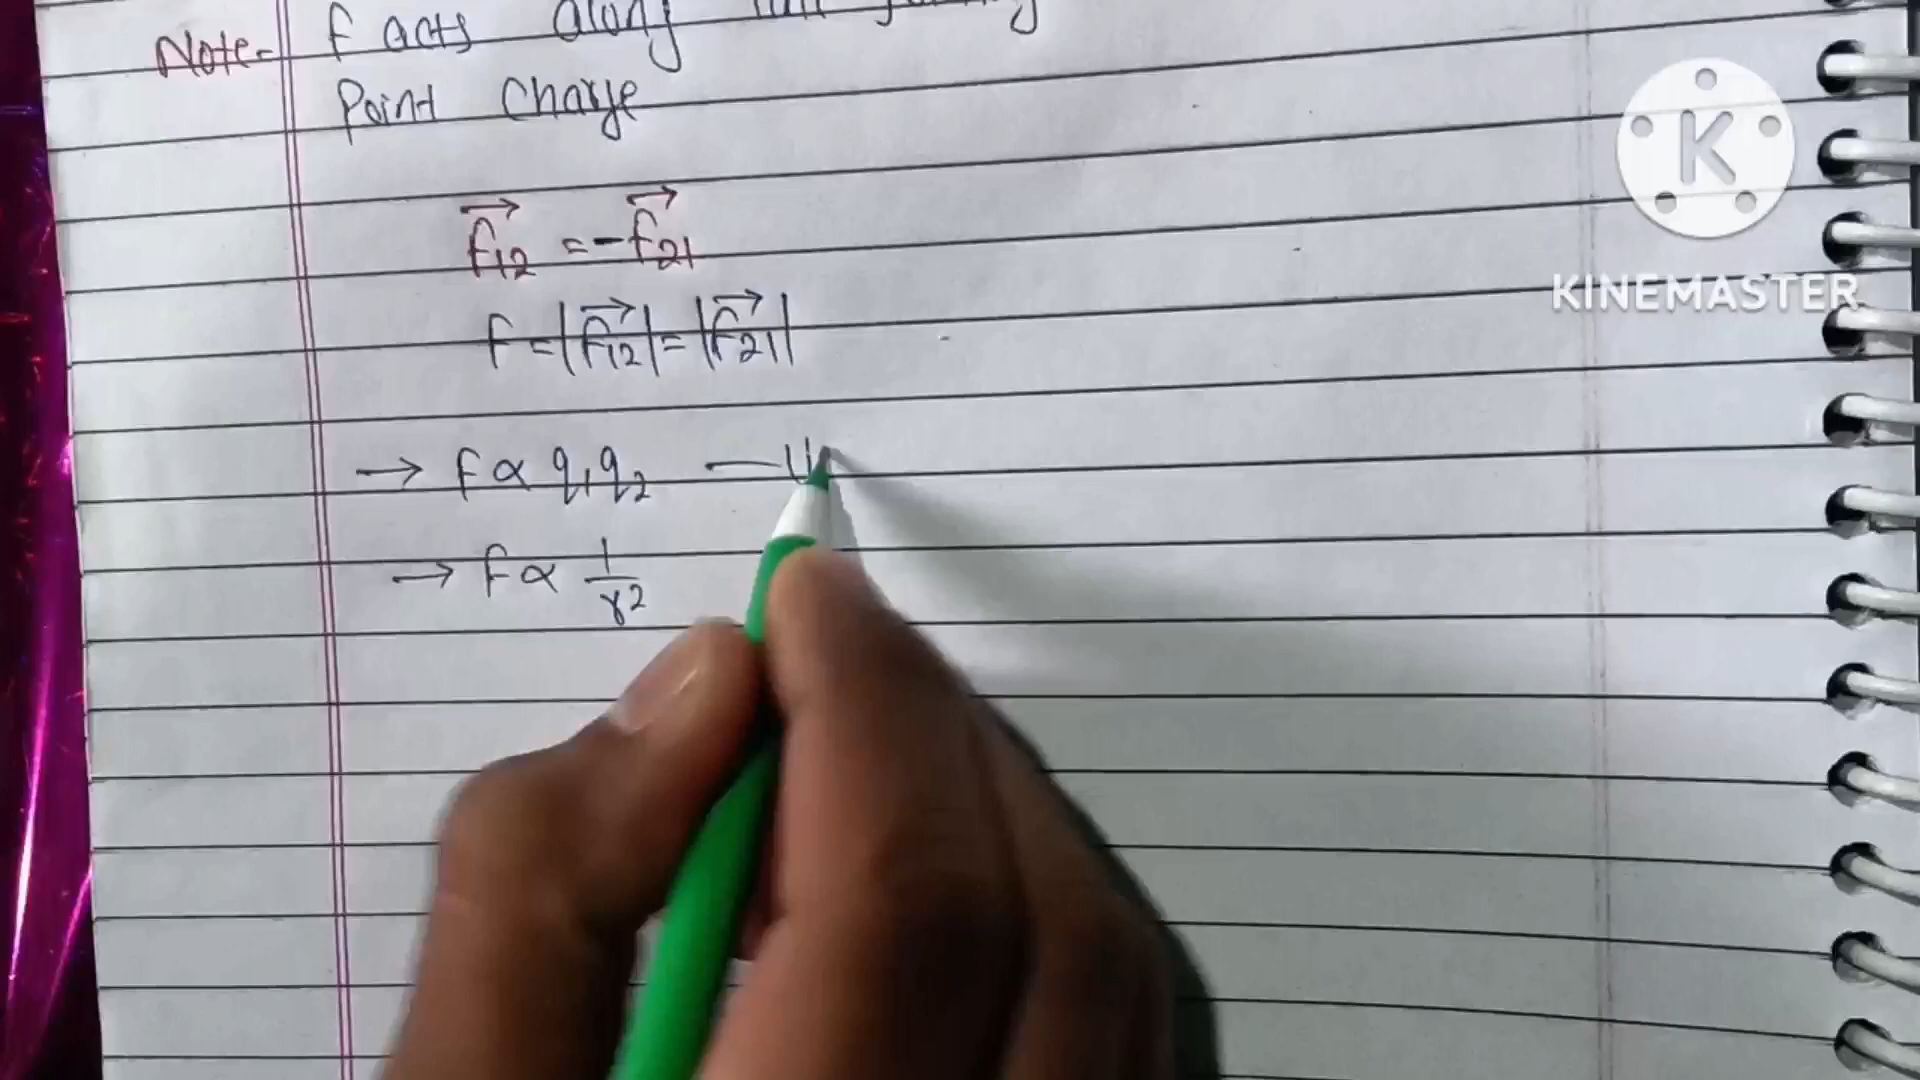 Note- F acts along
Point Charge
F₁₂ = -F₂₁
F = |F₁₂| = |F₂₁|
→ F ∝ q₁q₂ —
→ F ∝ 1/r²
K
KINEMASTER